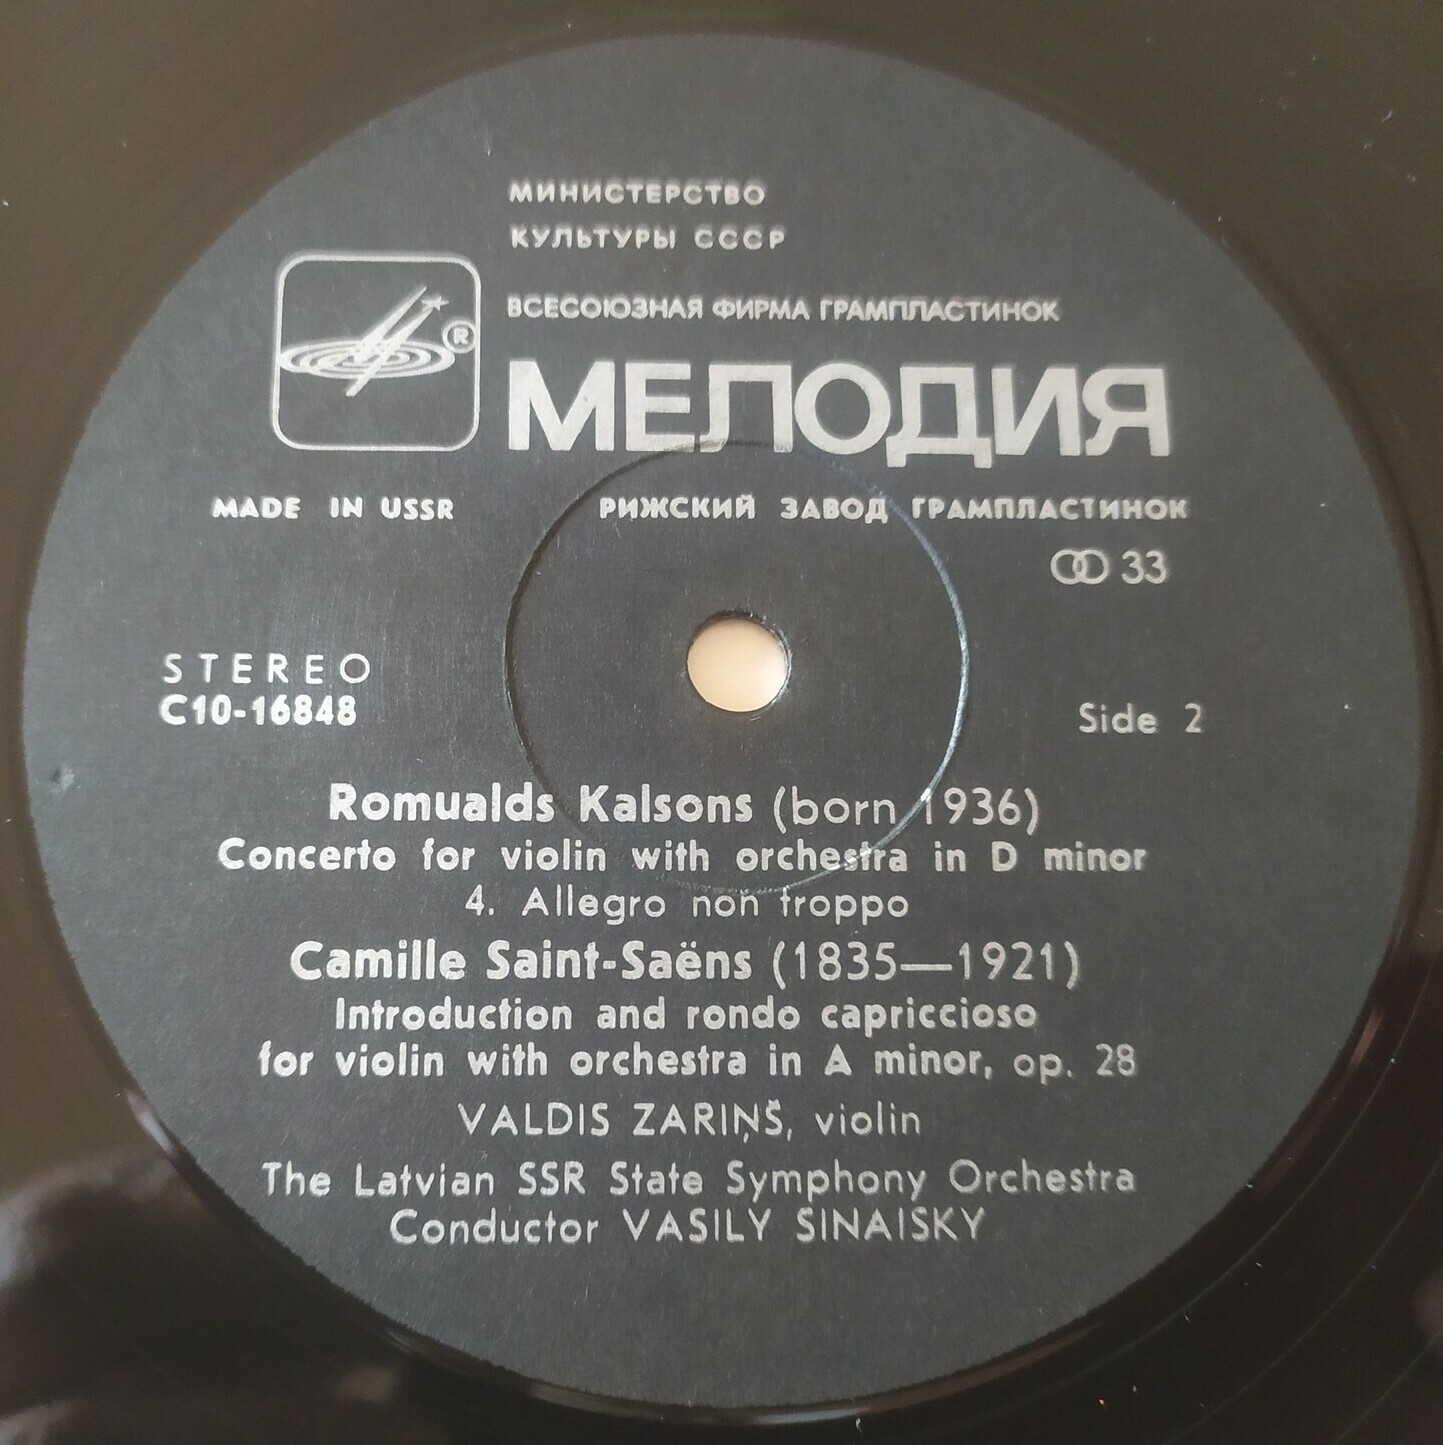 МИНИСТЕРСТВО
КУЛЬТУРЫ СССР
ВСЕСОЮЗНАЯ ФИРМА ГРАМПЛАСТИНОК
®
МЕЛОДИЯ
MADE IN USSR
РИЖСКИЙ ЗАВОД ГРАМПЛАСТИНОК
33
STEREO
C10-16848
Side 2
Romualds Kalsons (born 1936)
Concerto for violin with orchestra in D minor
4. Allegro non troppo
Camille Saint-Saëns (1835—1921)
Introduction and rondo capriccioso
for violin with orchestra in A minor, op. 28
VALDIS ZARIŅŠ, violin
The Latvian SSR State Symphony Orchestra
Conductor VASILY SINAISKY